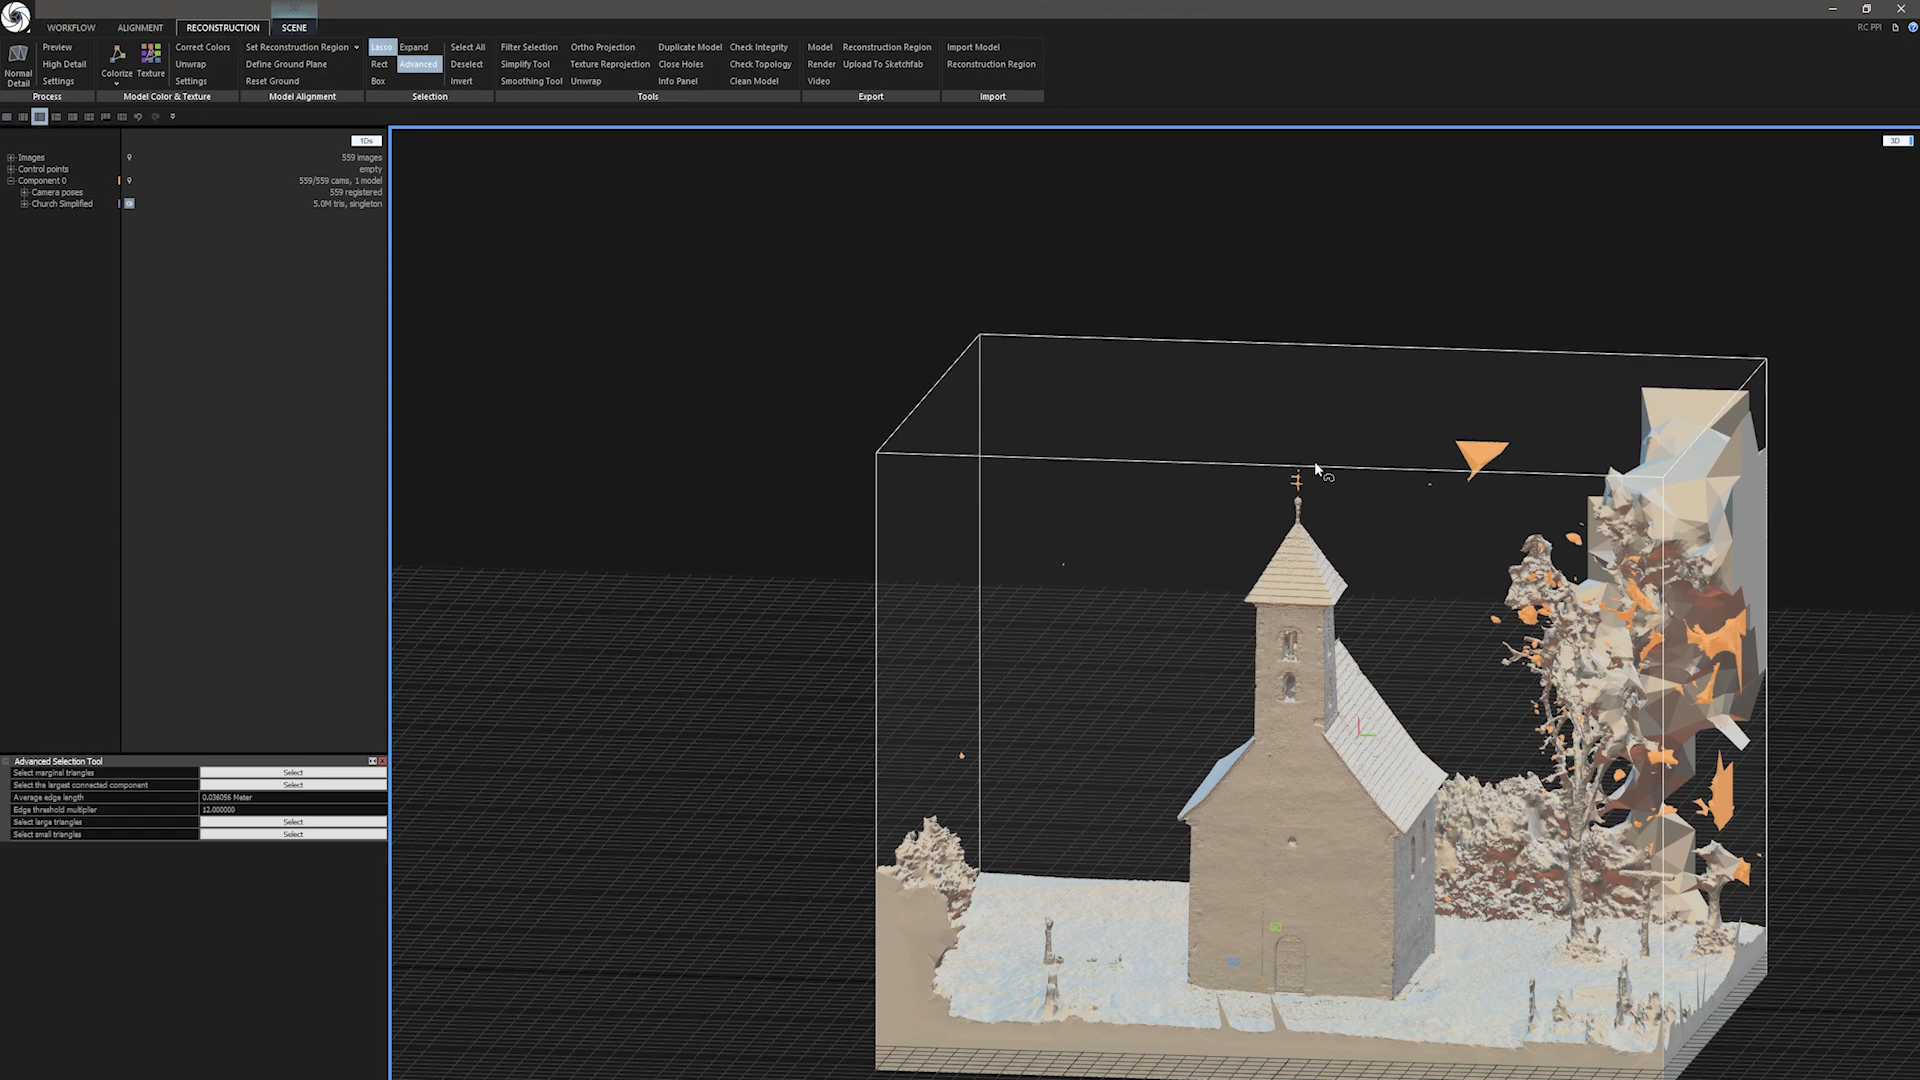 3D
WORKFLOW ALIGNMENT RECONSTRUCTION SCENE
RC PPI
Normal Detail
Preview
High Detail
Settings
Process
Colorize Texture
Correct Colors
Unwrap
Settings
Model Color & Texture
Set Reconstruction Region
Define Ground Plane
Reset Ground
Model Alignment
Lasso Expand Select All
Rect Advanced Deselect
Box Invert
Selection
Filter Selection Ortho Projection Duplicate Model Check Integrity
Simplify Tool Texture Reprojection Close Holes Check Topology
Smoothing Tool Unwrap Info Panel Clean Model
Tools
Model Reconstruction Region
Render Upload To Sketchfab
Video
Export
Import Model
Reconstruction Region
Import
1Ds
3D
Images 559 images
Control points empty
Component 0 559/559 cams, 1 model
Camera poses 559 registered
Church Simplified 5.0M tris, singleton
Advanced Selection Tool
Select marginal triangles Select
Select the largest connected component Select
Average edge length 0.036056 Meter
Edge threshold multiplier 12.000000
Select large triangles Select
Select small triangles Select